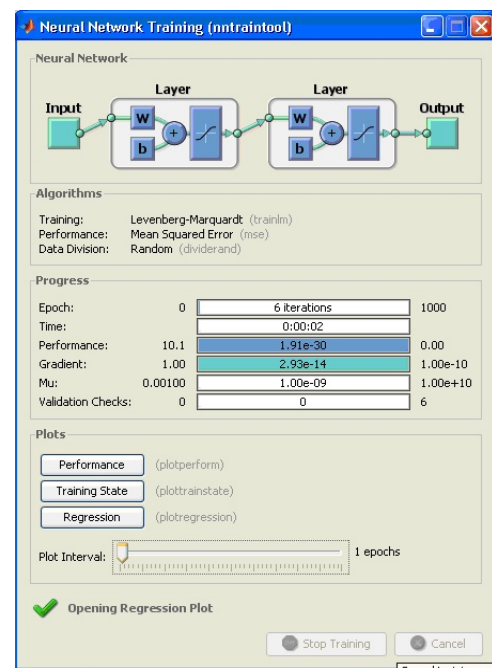 Neural Network Training (nntraintool)
Neural Network
Layer Layer
Input Output
W W
b b
+ +
Algorithms
Training: Levenberg-Marquardt (trainlm)
Performance: Mean Squared Error (mse)
Data Division: Random (dividerand)
Progress
Epoch: 0 6 iterations 1000
Time: 0:00:02
Performance: 10.1 1.91e-30 0.00
Gradient: 1.00 2.93e-14 1.00e-10
Mu: 0.00100 1.00e-09 1.00e+10
Validation Checks: 0 0 6
Plots
Performance (plotperform)
Training State (plottrainstate)
Regression (plotregression)
Plot Interval: 1 epochs
Opening Regression Plot
Stop Training Cancel